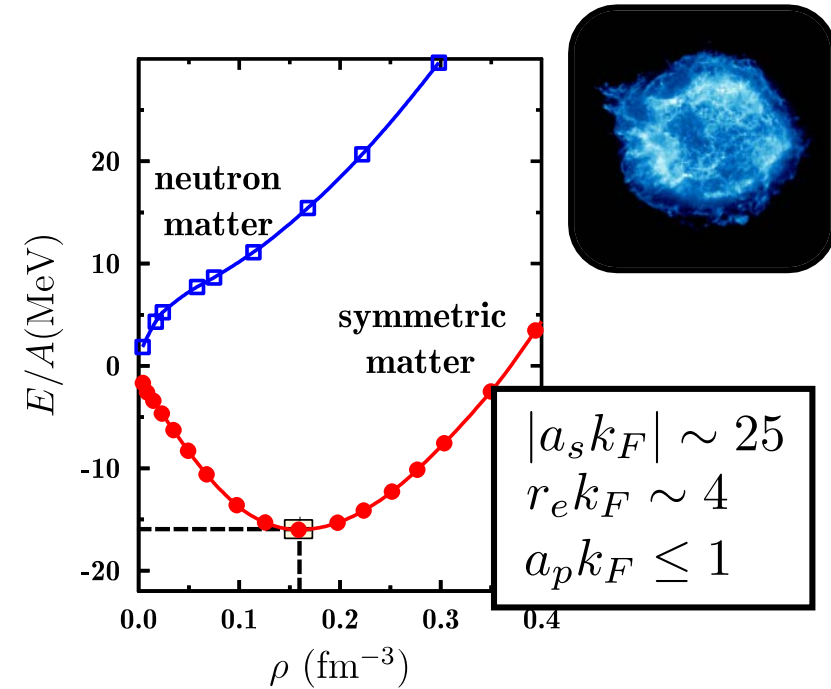 E/A(MeV)
20
10
0
-10
-20
neutron
matter
symmetric
matter
|a_s k_F| ∼ 25
r_e k_F ∼ 4
a_p k_F ≤ 1
0.0 0.1 0.2 0.3 0.4
ρ (fm⁻³)